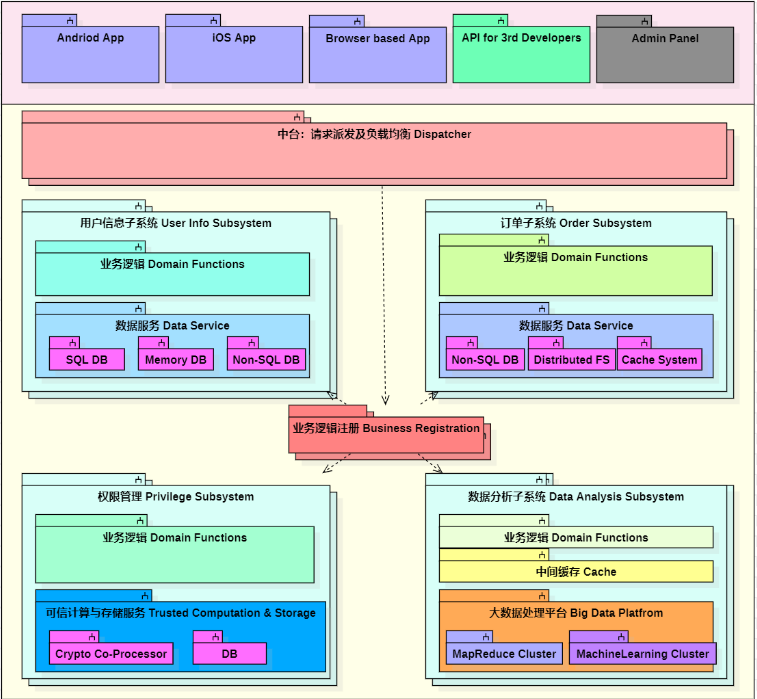 Andriod App
iOS App
Browser based App
API for 3rd Developers
Admin Panel
中台：请求派发及负载均衡 Dispatcher
用户信息子系统 User Info Subsystem
业务逻辑 Domain Functions
数据服务 Data Service
SQL DB
Memory DB
Non-SQL DB
订单子系统 Order Subsystem
业务逻辑 Domain Functions
数据服务 Data Service
Non-SQL DB
Distributed FS
Cache System
业务逻辑注册 Business Registration
权限管理 Privilege Subsystem
业务逻辑 Domain Functions
可信计算与存储服务 Trusted Computation & Storage
Crypto Co-Processor
DB
数据分析子系统 Data Analysis Subsystem
业务逻辑 Domain Functions
中间缓存 Cache
大数据处理平台 Big Data Platfrom
MapReduce Cluster
MachineLearning Cluster